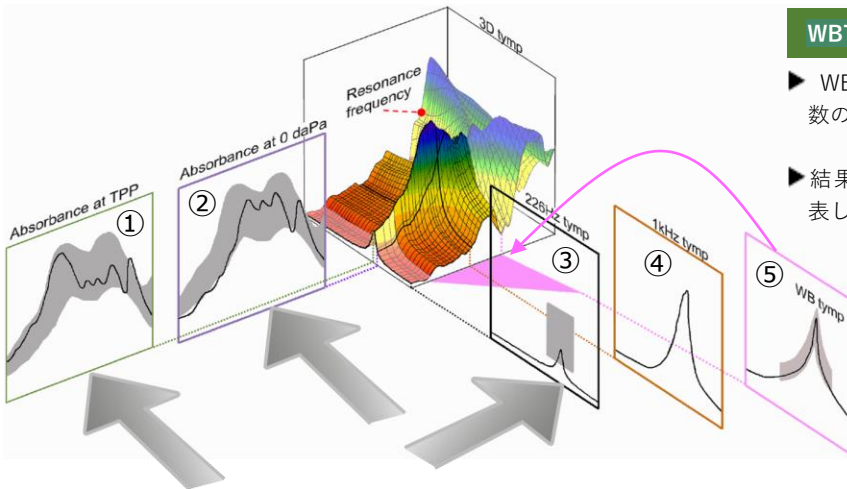 3D tymp
Resonance
frequency
Absorbance at 0 daPa
Absorbance at TPP
①
②
226Hz tymp
③
1kHz tymp
④
⑤
WB tymp
WB
▶ WB
数の
▶結果
表し